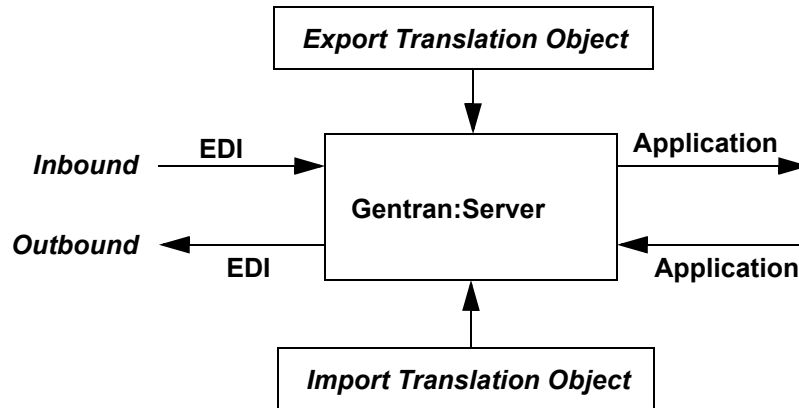 Export Translation Object
EDI
Application
Inbound
Gentran:Server
Outbound
EDI
Application
Import Translation Object